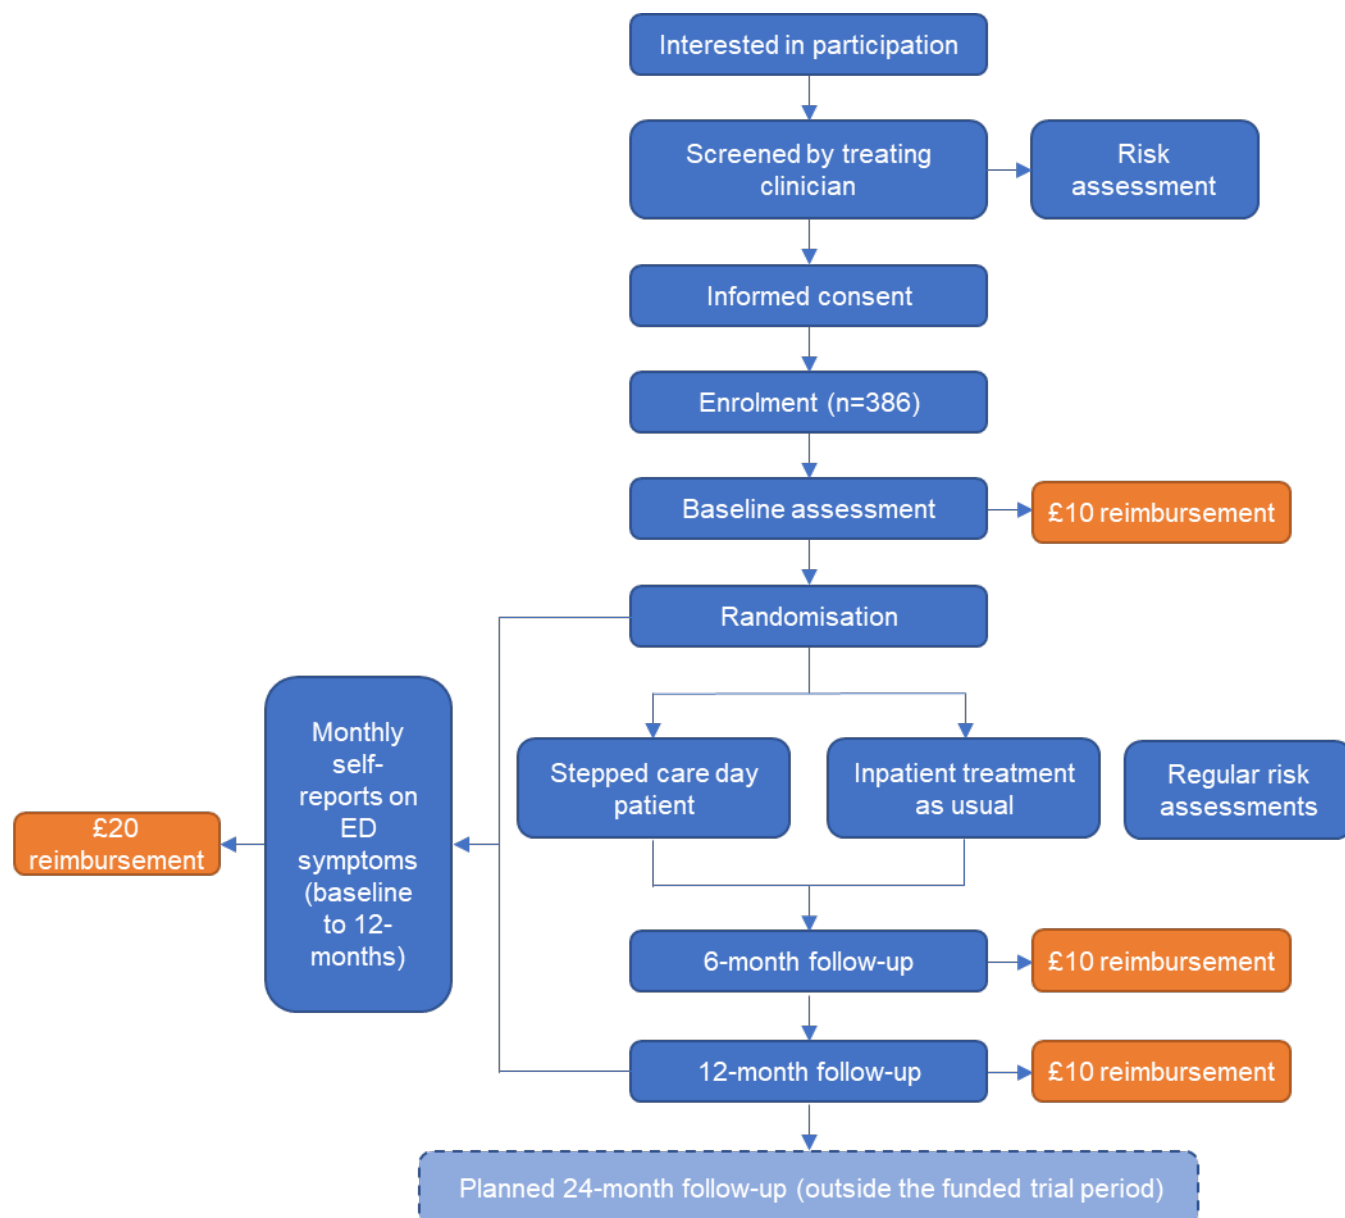 Interested in participation
Screened by treating
clinician
Risk
assessment
Informed consent
Enrolment (n=386)
Baseline assessment
£10 reimbursement
Randomisation
Monthly
self-
reports on
ED
symptoms
(baseline
to 12-
months)
£20
reimbursement
Stepped care day
patient
Inpatient treatment
as usual
Regular risk
assessments
6-month follow-up
£10 reimbursement
12-month follow-up
£10 reimbursement
Planned 24-month follow-up (outside the funded trial period)